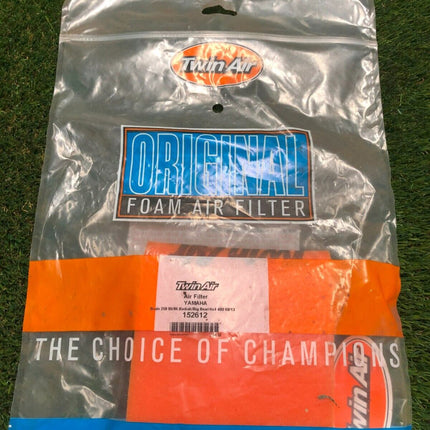 Twin Air
ORIGINAL
FOAM AIR FILTER
Twin Air
Air Filter
YAMAHA
152612
THE CHOICE OF CHAMPIONS
Twin Air